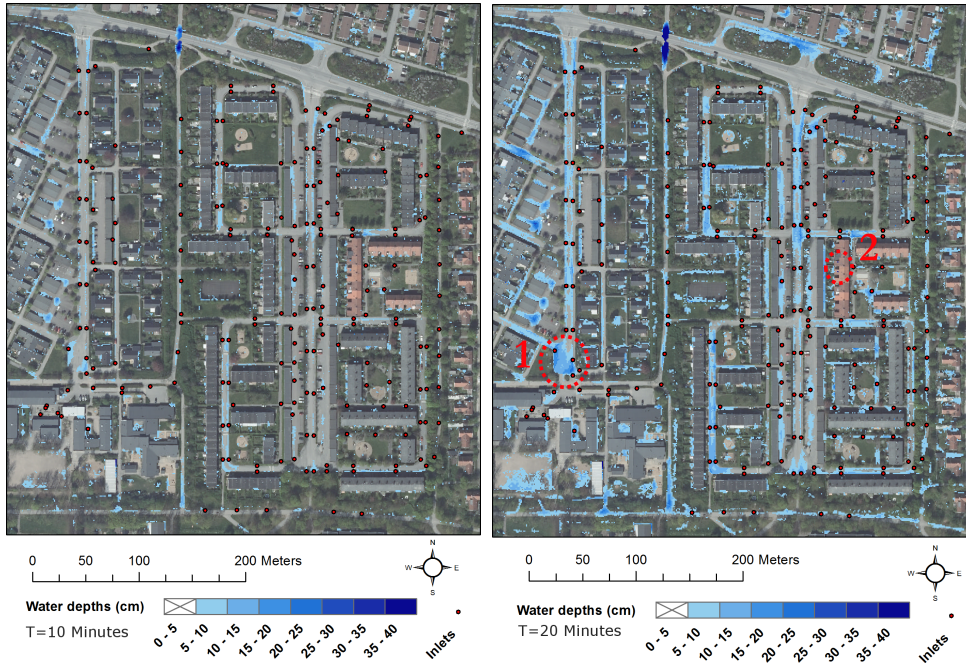 1
2
0 50 100 200 Meters
N
W E
S
Water depths (cm)
T=10 Minutes
0 - 5
5 - 10
10 - 15
15 - 20
20 - 25
25 - 30
30 - 35
35 - 40
Inlets
0 50 100 200 Meters
N
W E
S
Water depths (cm)
T=20 Minutes
0 - 5
5 - 10
10 - 15
15 - 20
20 - 25
25 - 30
30 - 35
35 - 40
Inlets